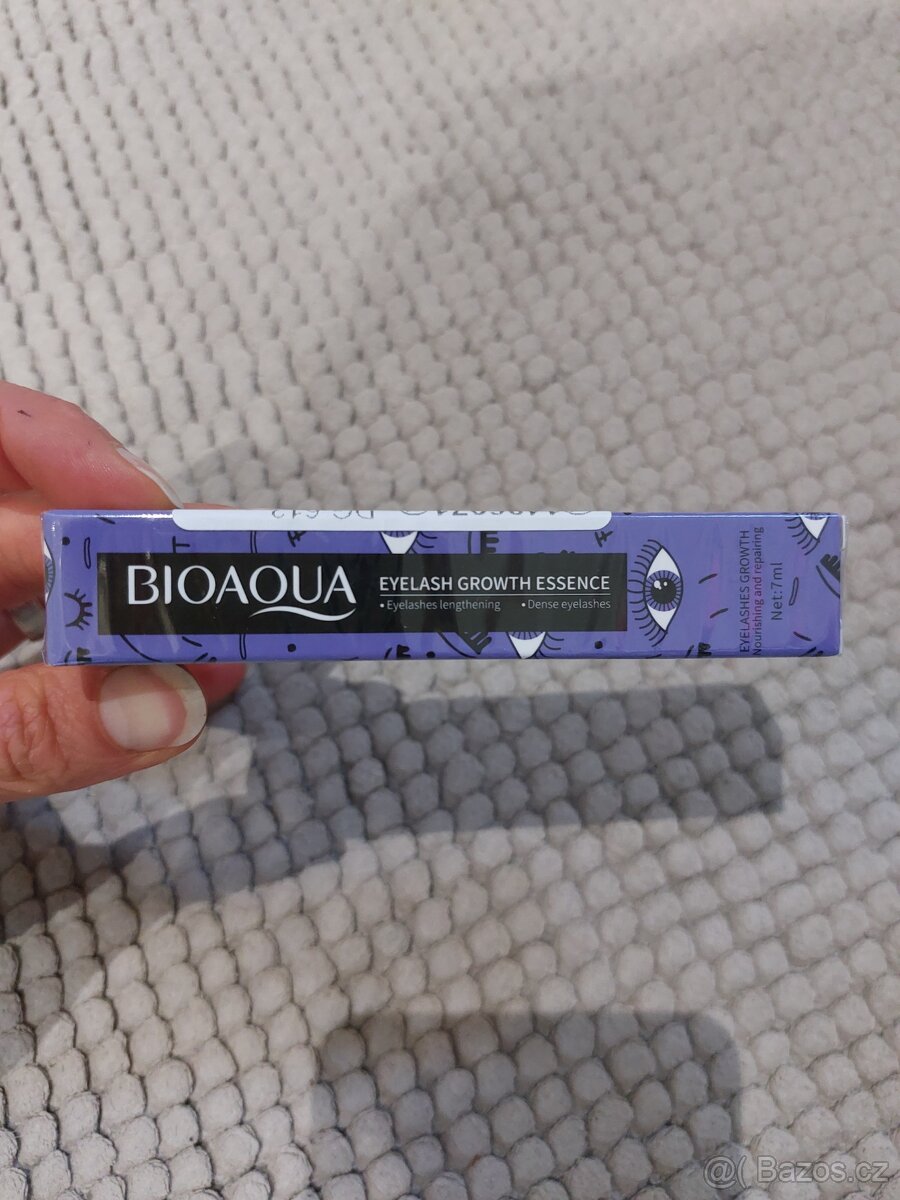 BIOAQUA
EYELASH GROWTH ESSENCE
• Eyelashes lengthening • Dense eyelashes
EYELASHES GROWTH
Nourishing and repairing
Net:7ml
@( Bazos.cz